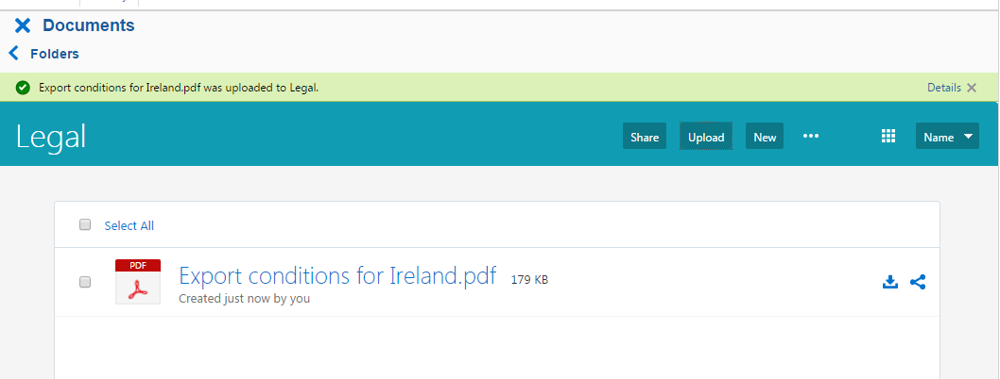 Documents
Folders
Export conditions for Ireland.pdf was uploaded to Legal. Details
Legal Share Upload New Name
Select All
PDF
Export conditions for Ireland.pdf 179 KB
Created just now by you